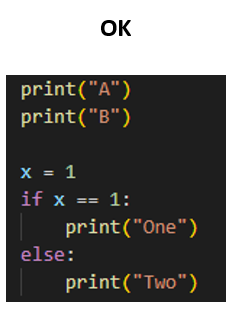 OK
print("A")
print("B")
x = 1
if x == 1:
    print("One")
else:
    print("Two")